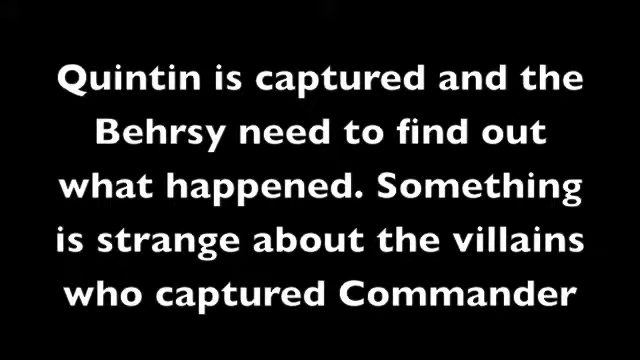 Quintin is captured and the
Behrsy need to find out
what happened. Something
is strange about the villains
who captured Commander